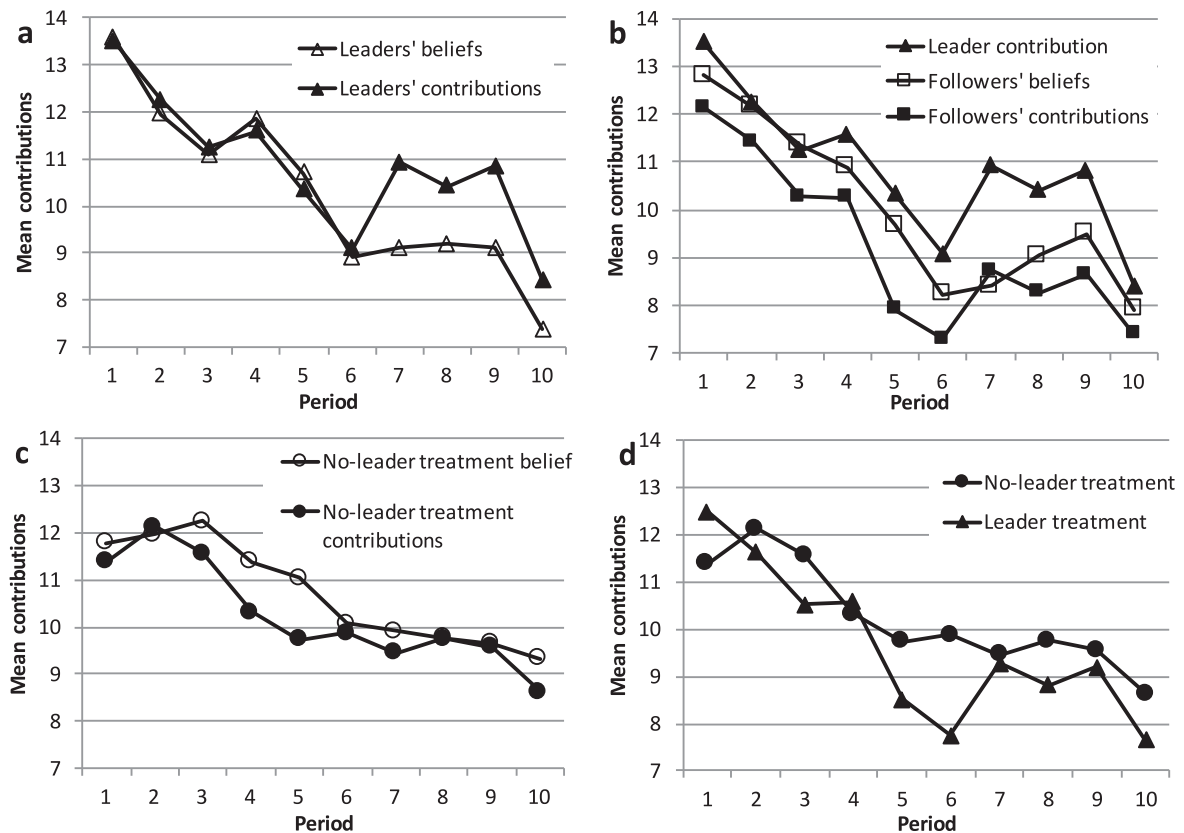 a
14
13
12
11
10
9
8
7
Mean contributions
Leaders' beliefs
Leaders' contributions
1 2 3 4 5 6 7 8 9 10
Period
b
14
13
12
11
10
9
8
7
Mean contributions
Leader contribution
Followers' beliefs
Followers' contributions
1 2 3 4 5 6 7 8 9 10
Period
c
14
13
12
11
10
9
8
7
Mean contributions
No-leader treatment belief
No-leader treatment
contributions
1 2 3 4 5 6 7 8 9 10
Period
d
14
13
12
11
10
9
8
7
Mean contributions
No-leader treatment
Leader treatment
1 2 3 4 5 6 7 8 9 10
Period